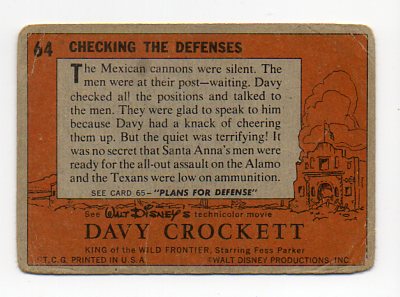 64 CHECKING THE DEFENSES
The Mexican cannons were silent. The
men were at their post—waiting. Davy
checked all the positions and talked to
the men. They were glad to speak to him
because Davy had a knack of cheering
them up. But the quiet was terrifying! It
was no secret that Santa Anna's men were
ready for the all-out assault on the Alamo
and the Texans were low on ammunition.
SEE CARD 65—"PLANS FOR DEFENSE"
See Walt Disney's technicolor movie
DAVY CROCKETT
KING of the WILD FRONTIER, Starring Fess Parker
T.C.G. PRINTED IN U.S.A. ©WALT DISNEY PRODUCTIONS, INC.